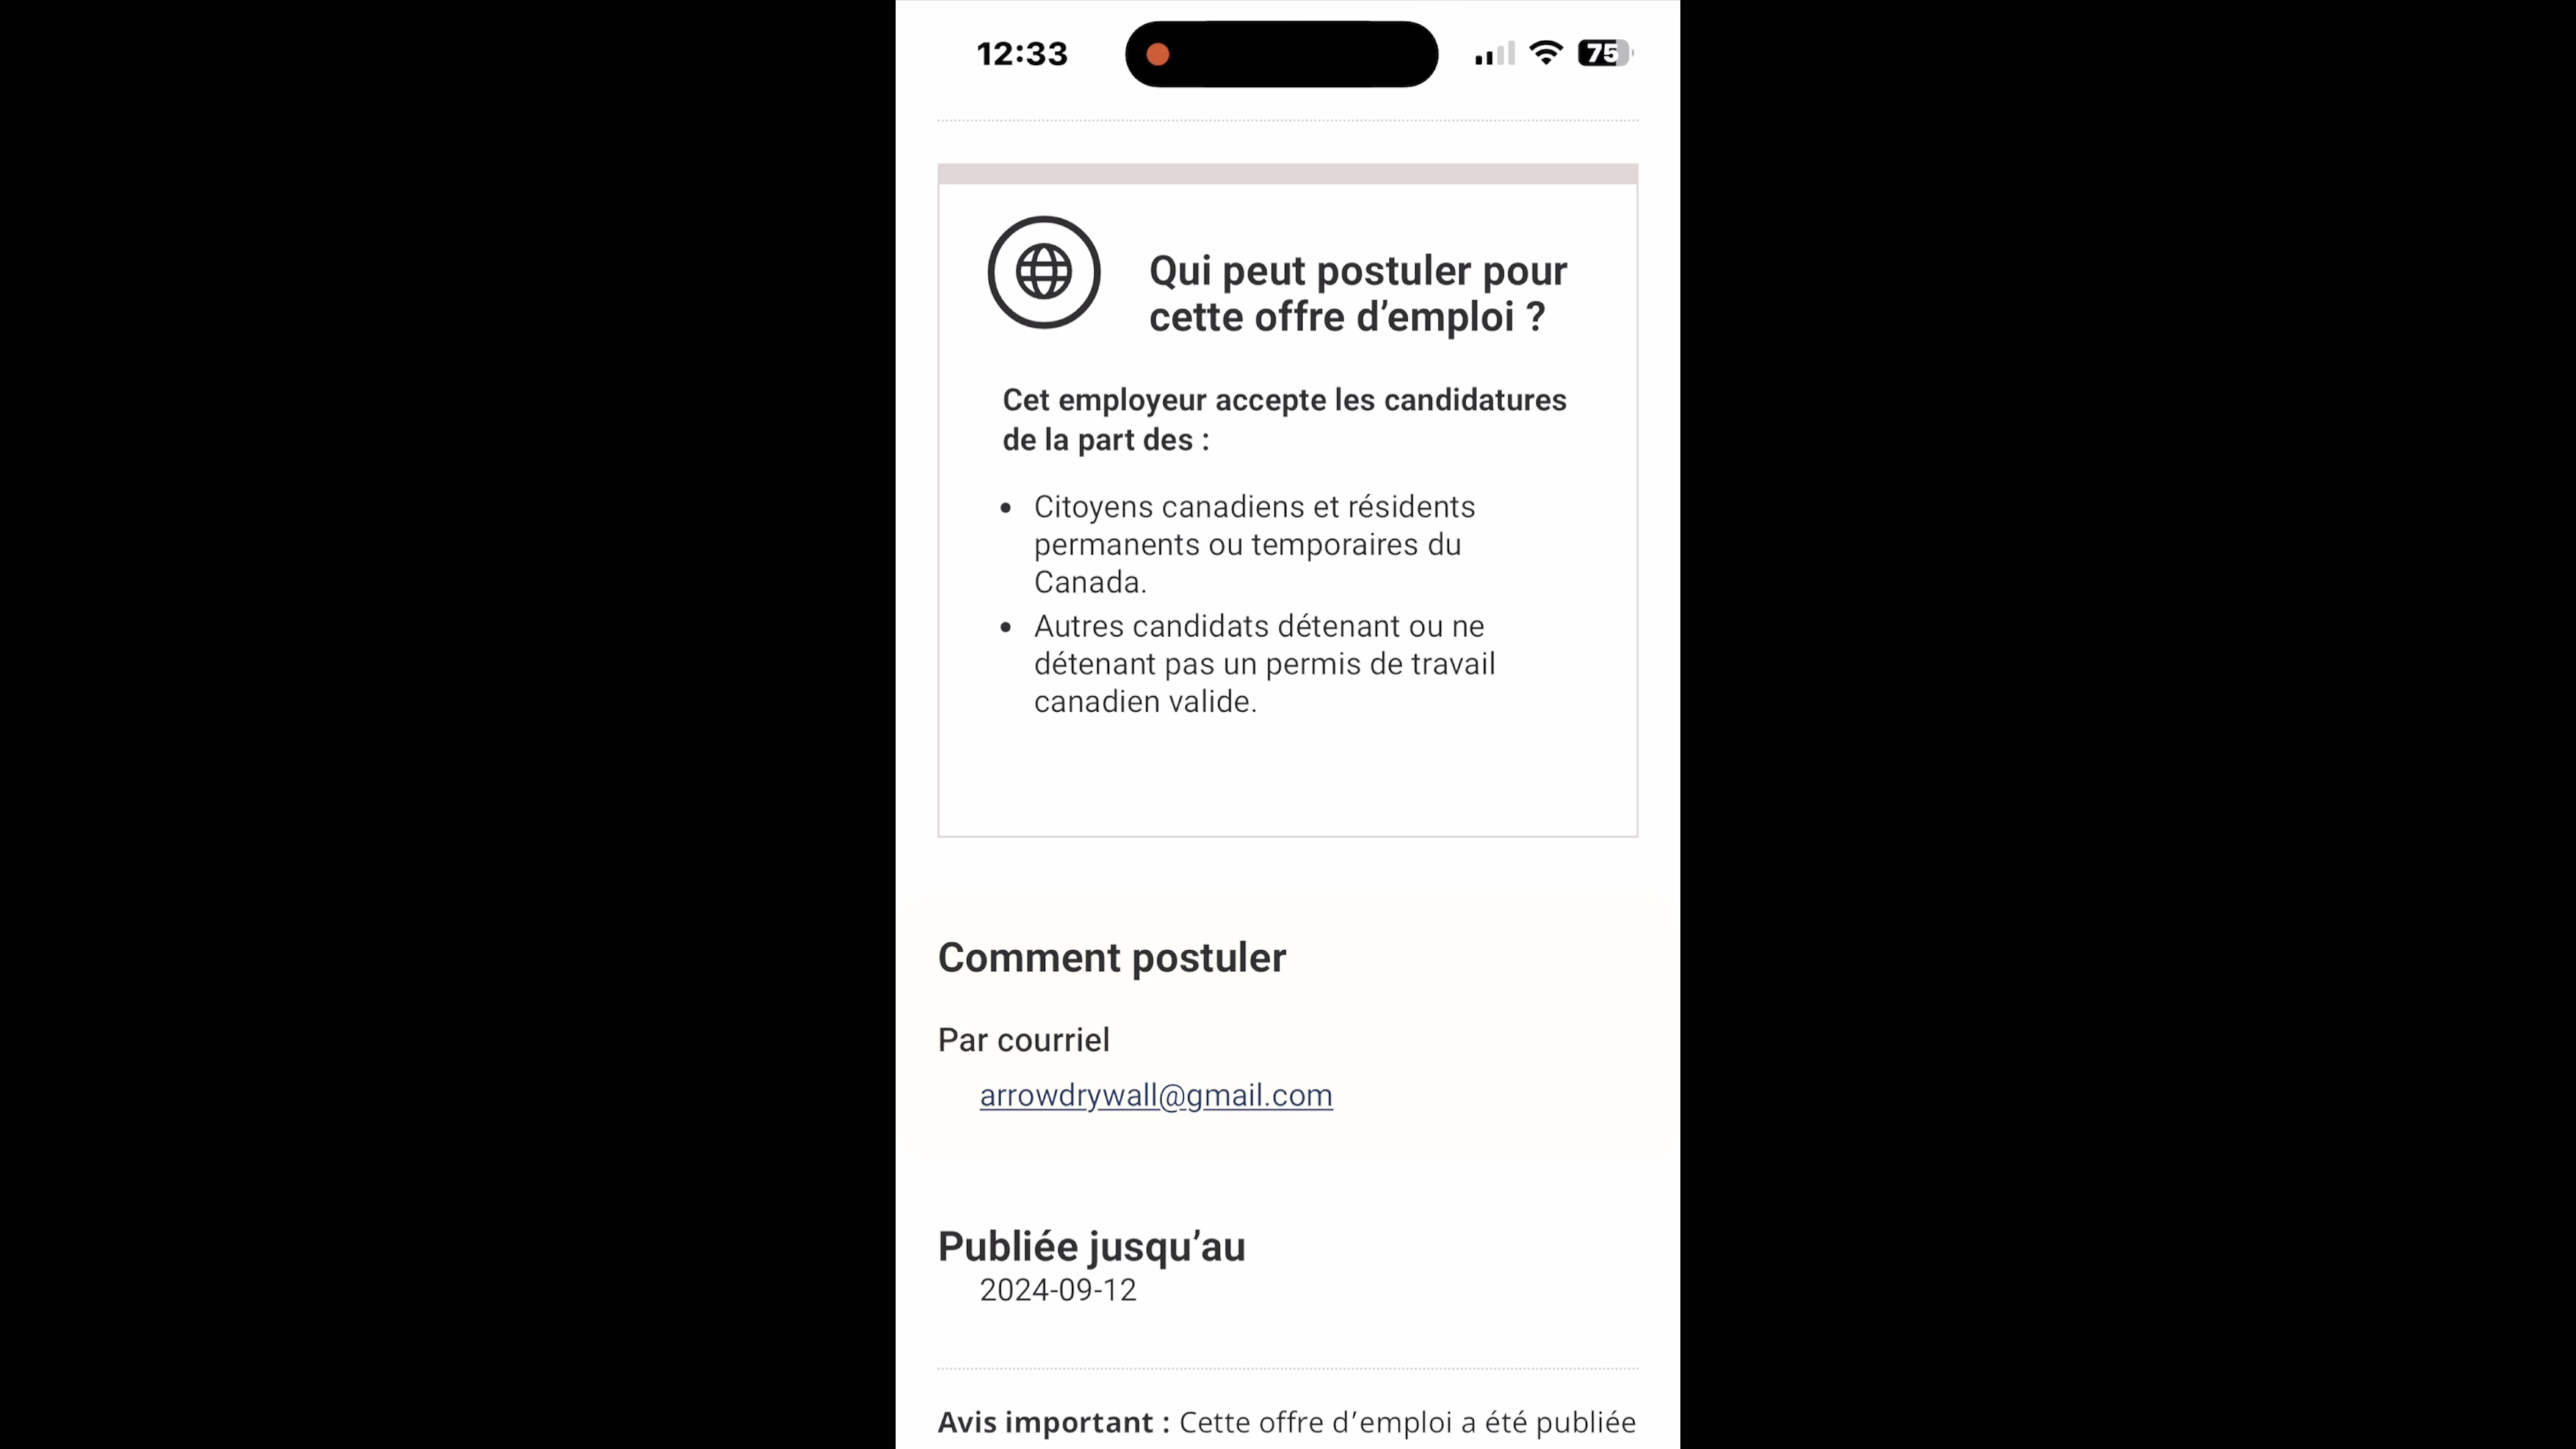 12:33
75
Qui peut postuler pour
cette offre d’emploi ?
Cet employeur accepte les candidatures
de la part des :
• Citoyens canadiens et résidents
permanents ou temporaires du
Canada.
• Autres candidats détenant ou ne
détenant pas un permis de travail
canadien valide.
Comment postuler
Par courriel
arrowdrywall@gmail.com
Publiée jusqu’au
2024-09-12
Avis important : Cette offre d’emploi a été publiée